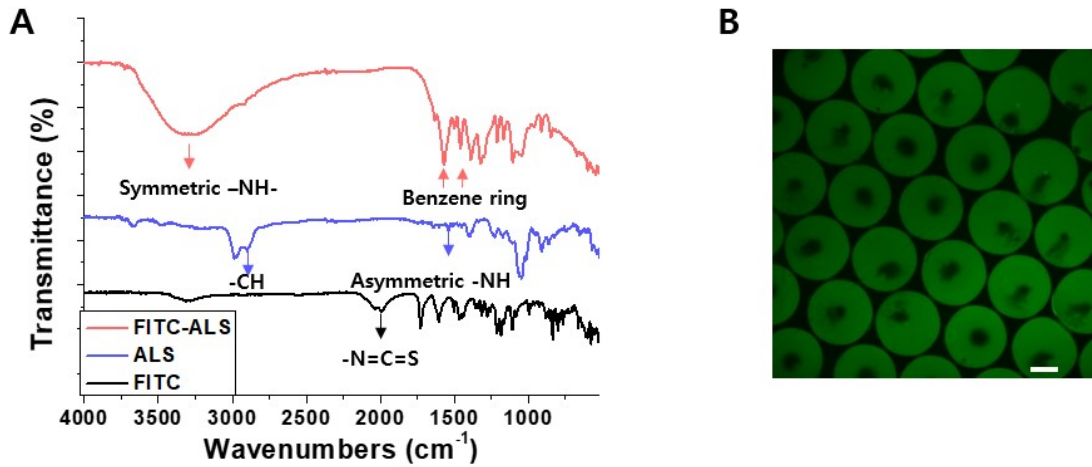 A
B
Transmittance (%)
Symmetric –NH-
Benzene ring
-CH
Asymmetric -NH
-N=C=S
FITC-ALS
ALS
FITC
4000 3500 3000 2500 2000 1500 1000
Wavenumbers (cm⁻¹)